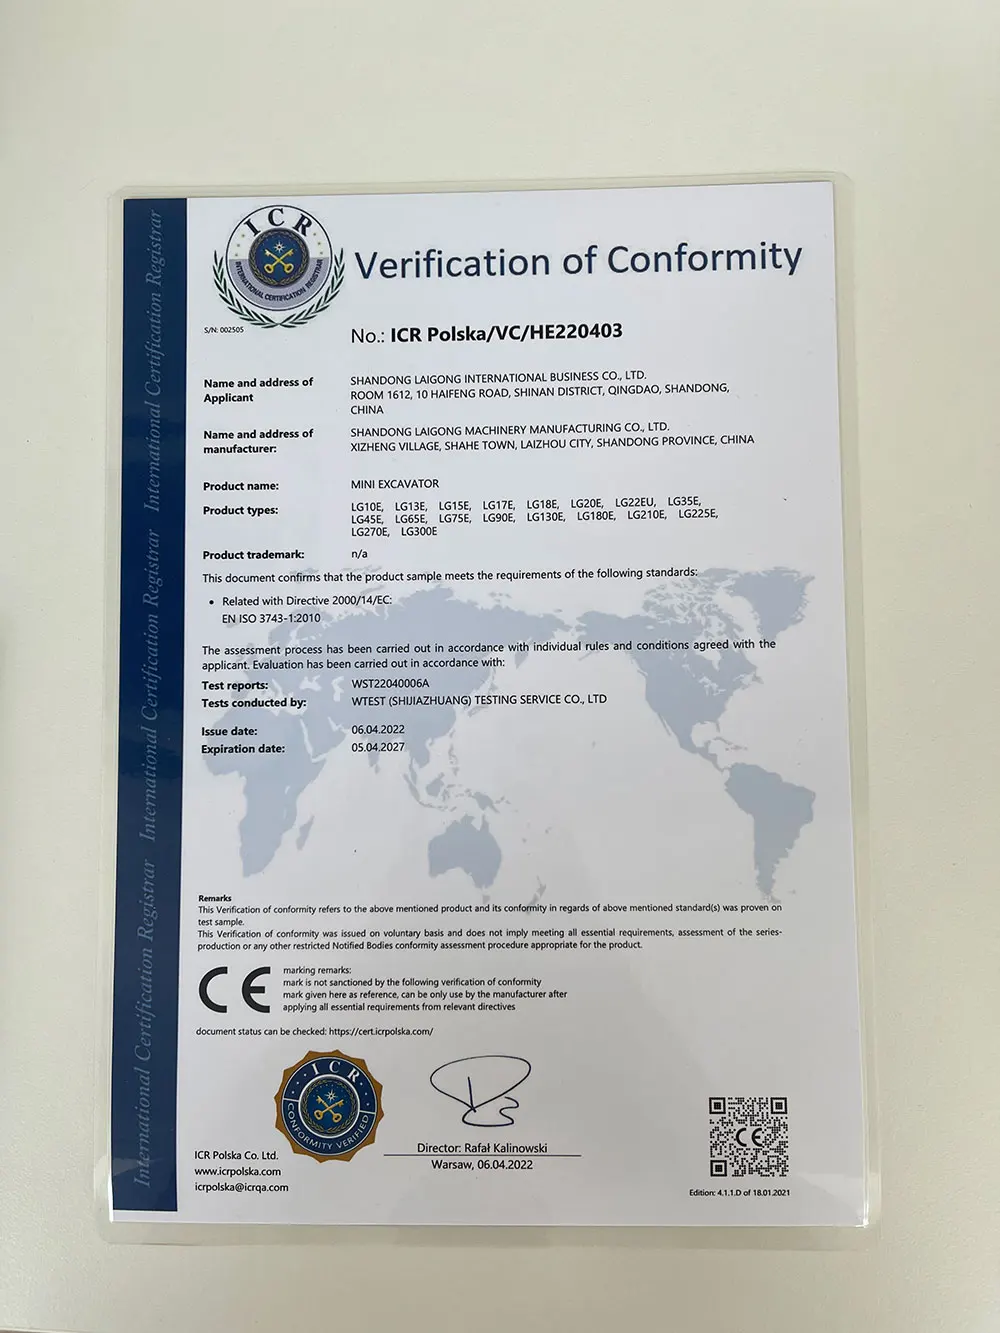 ICR
INTERNATIONAL CERTIFICATION REGISTRAR
S/N: 002505
Verification of Conformity
No.: ICR Polska/VC/HE220403
Name and address of
Applicant
SHANDONG LAIGONG INTERNATIONAL BUSINESS CO., LTD.
ROOM 1612, 10 HAIFENG ROAD, SHINAN DISTRICT, QINGDAO, SHANDONG,
CHINA
Name and address of
manufacturer:
SHANDONG LAIGONG MACHINERY MANUFACTURING CO., LTD.
XIZHENG VILLAGE, SHAHE TOWN, LAIZHOU CITY, SHANDONG PROVINCE, CHINA
Product name: MINI EXCAVATOR
Product types: LG10E, LG13E, LG15E, LG17E, LG18E, LG20E, LG22EU, LG35E,
LG45E, LG65E, LG75E, LG90E, LG130E, LG180E, LG210E, LG225E,
LG270E, LG300E
Product trademark: n/a
This document confirms that the product sample meets the requirements of the following standards:
• Related with Directive 2000/14/EC:
EN ISO 3743-1:2010
The assessment process has been carried out in accordance with individual rules and conditions agreed with the
applicant. Evaluation has been carried out in accordance with:
Test reports: WST22040006A
Tests conducted by: WTEST (SHIJIAZHUANG) TESTING SERVICE CO., LTD
Issue date: 06.04.2022
Expiration date: 05.04.2027
Remarks
This Verification of conformity refers to the above mentioned product and its conformity in regards of above mentioned standard(s) was proven on
test sample.
This Verification of conformity was issued on voluntary basis and does not imply meeting all essential requirements, assessment of the series-
production or any other restricted Notified Bodies conformity assessment procedure appropriate for the product.
CE
marking remarks:
mark is not sanctioned by the following verification of conformity
mark given here as reference, can be only use by the manufacturer after
applying all essential requirements from relevant directives
document status can be checked: https://cert.icrpolska.com/
ICR
CONFORMITY VERIFIED
ICR Polska Co. Ltd.
www.icrpolska.com
icrpolska@icrqa.com
Director: Rafał Kalinowski
Warsaw, 06.04.2022
CE
Edition: 4.1.1.D of 18.01.2021
International Certification Registrar International Certification Registrar International Certification Registrar